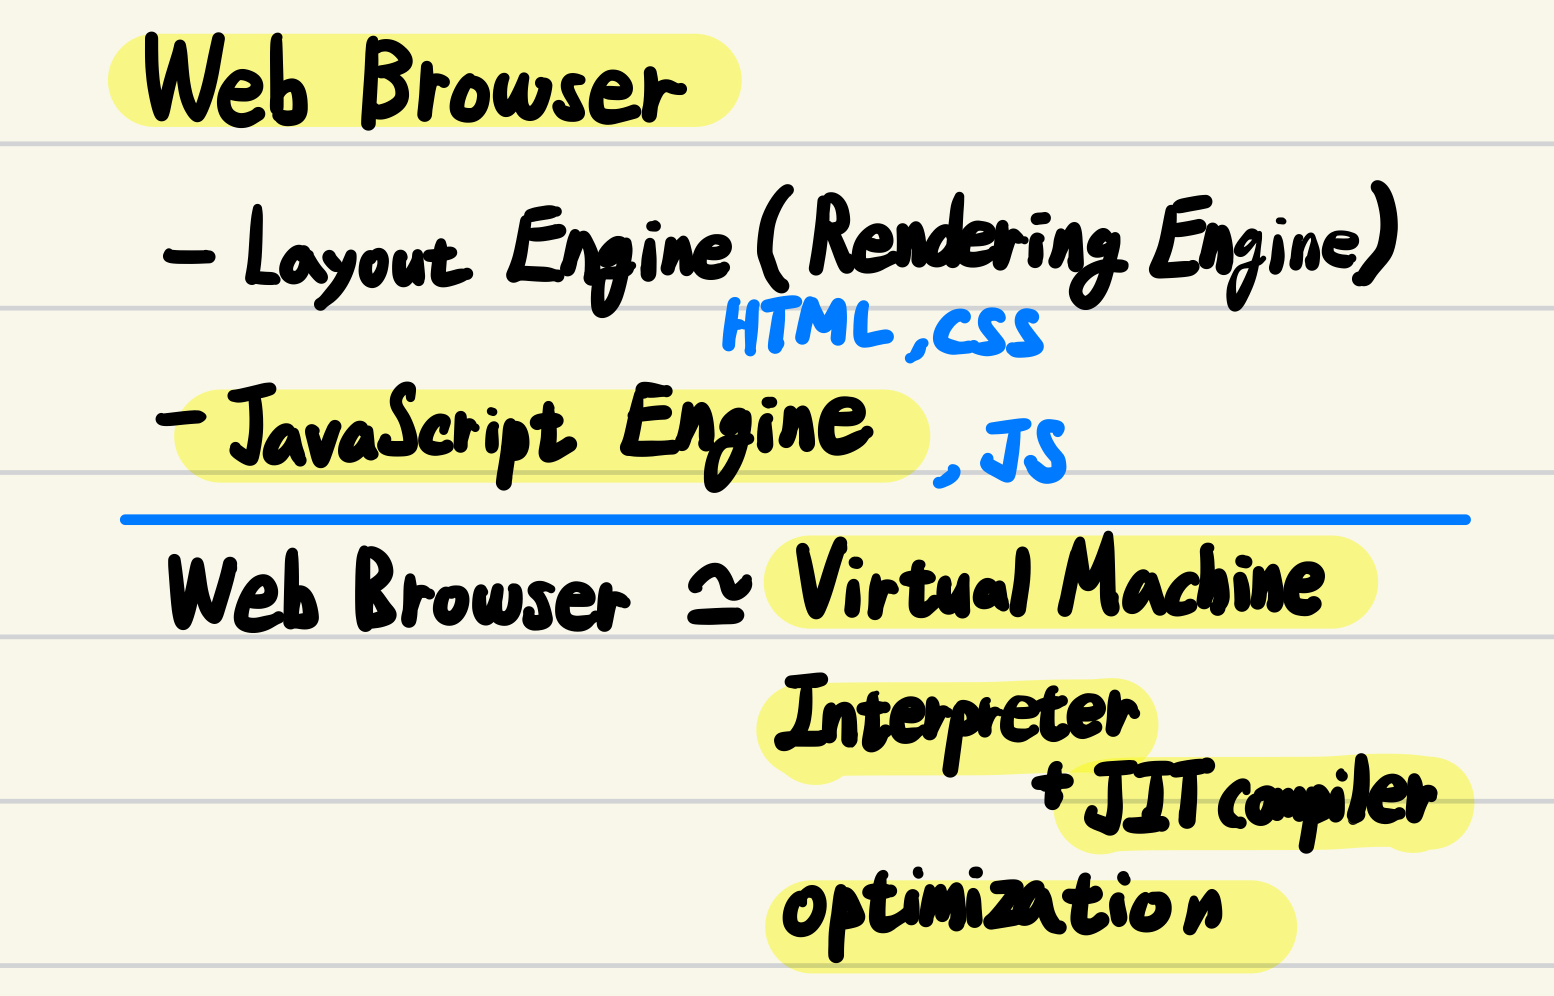 Web Browser
- Layout Engine (Rendering Engine)
HTML, CSS
- JavaScript Engine , JS
Web Browser ≃ Virtual Machine
Interpreter
+ JIT compiler
optimization